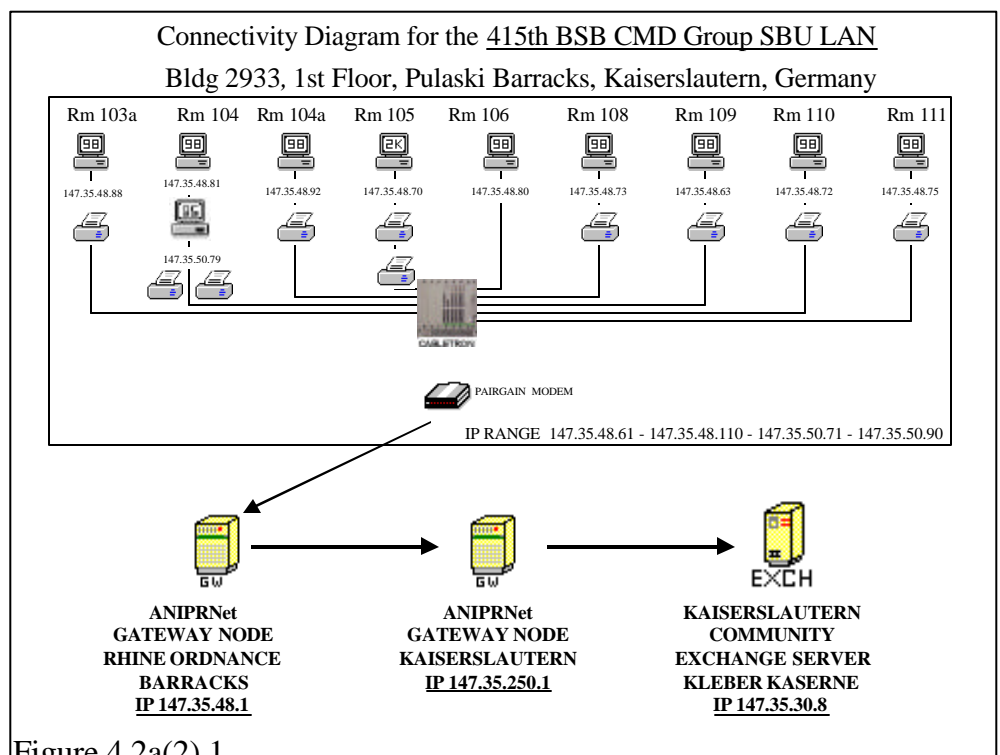 Connectivity Diagram for the 415th BSB CMD Group SBU LAN
Bldg 2933, 1st Floor, Pulaski Barracks, Kaiserslautern, Germany
Rm 103a Rm 104 Rm 104a Rm 105 Rm 106 Rm 108 Rm 109 Rm 110 Rm 111
98 98 98 2K 98 98 98 98 98
147.35.48.88 147.35.48.81 147.35.48.92 147.35.48.70 147.35.48.80 147.35.48.73 147.35.48.63 147.35.48.72 147.35.48.75
147.35.50.79
CABLETRON
PAIRGAIN MODEM
IP RANGE 147.35.48.61 - 147.35.48.110 - 147.35.50.71 - 147.35.50.90
GW GW EXCH
ANIPRNet
GATEWAY NODE
RHINE ORDNANCE
BARRACKS
IP 147.35.48.1
ANIPRNet
GATEWAY NODE
KAISERSLAUTERN
IP 147.35.250.1
KAISERSLAUTERN
COMMUNITY
EXCHANGE SERVER
KLEBER KASERNE
IP 147.35.30.8
Figure 4.2a(2).1